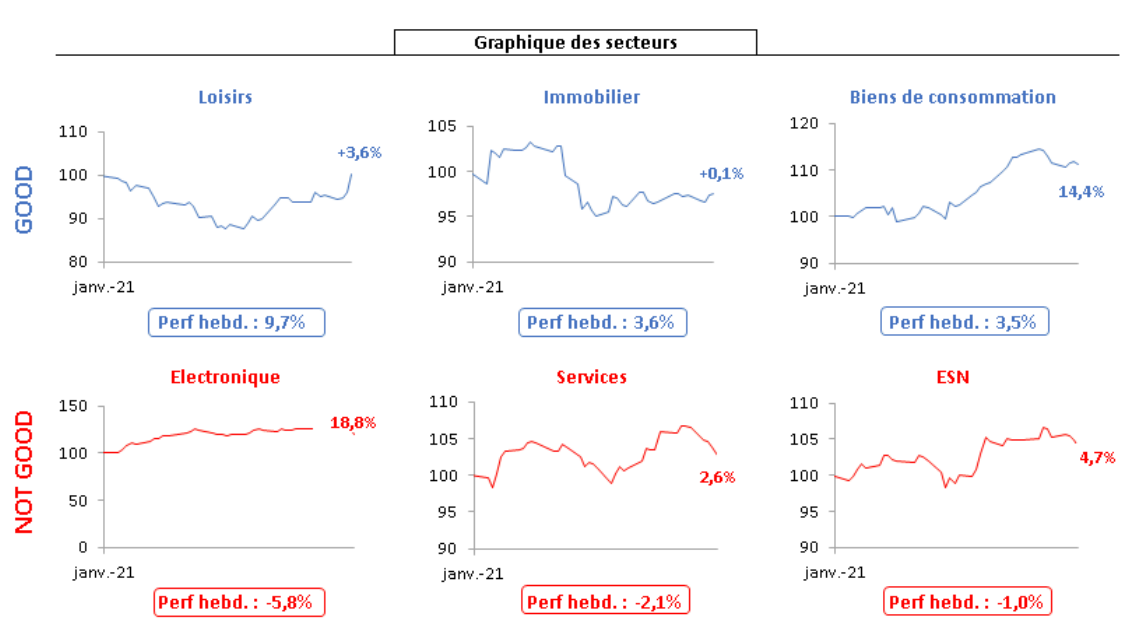 Graphique des secteurs
GOOD
Loisirs
110
100
90
80
+3,6%
janv.-21
Perf hebd. : 9,7%
Immobilier
105
100
95
90
+0,1%
janv.-21
Perf hebd. : 3,6%
Biens de consommation
120
110
100
90
14,4%
janv.-21
Perf hebd. : 3,5%
NOT GOOD
Electronique
150
100
50
0
18,8%
janv.-21
Perf hebd. : -5,8%
Services
110
105
100
95
90
2,6%
janv.-21
Perf hebd. : -2,1%
ESN
110
105
100
95
90
4,7%
janv.-21
Perf hebd. : -1,0%